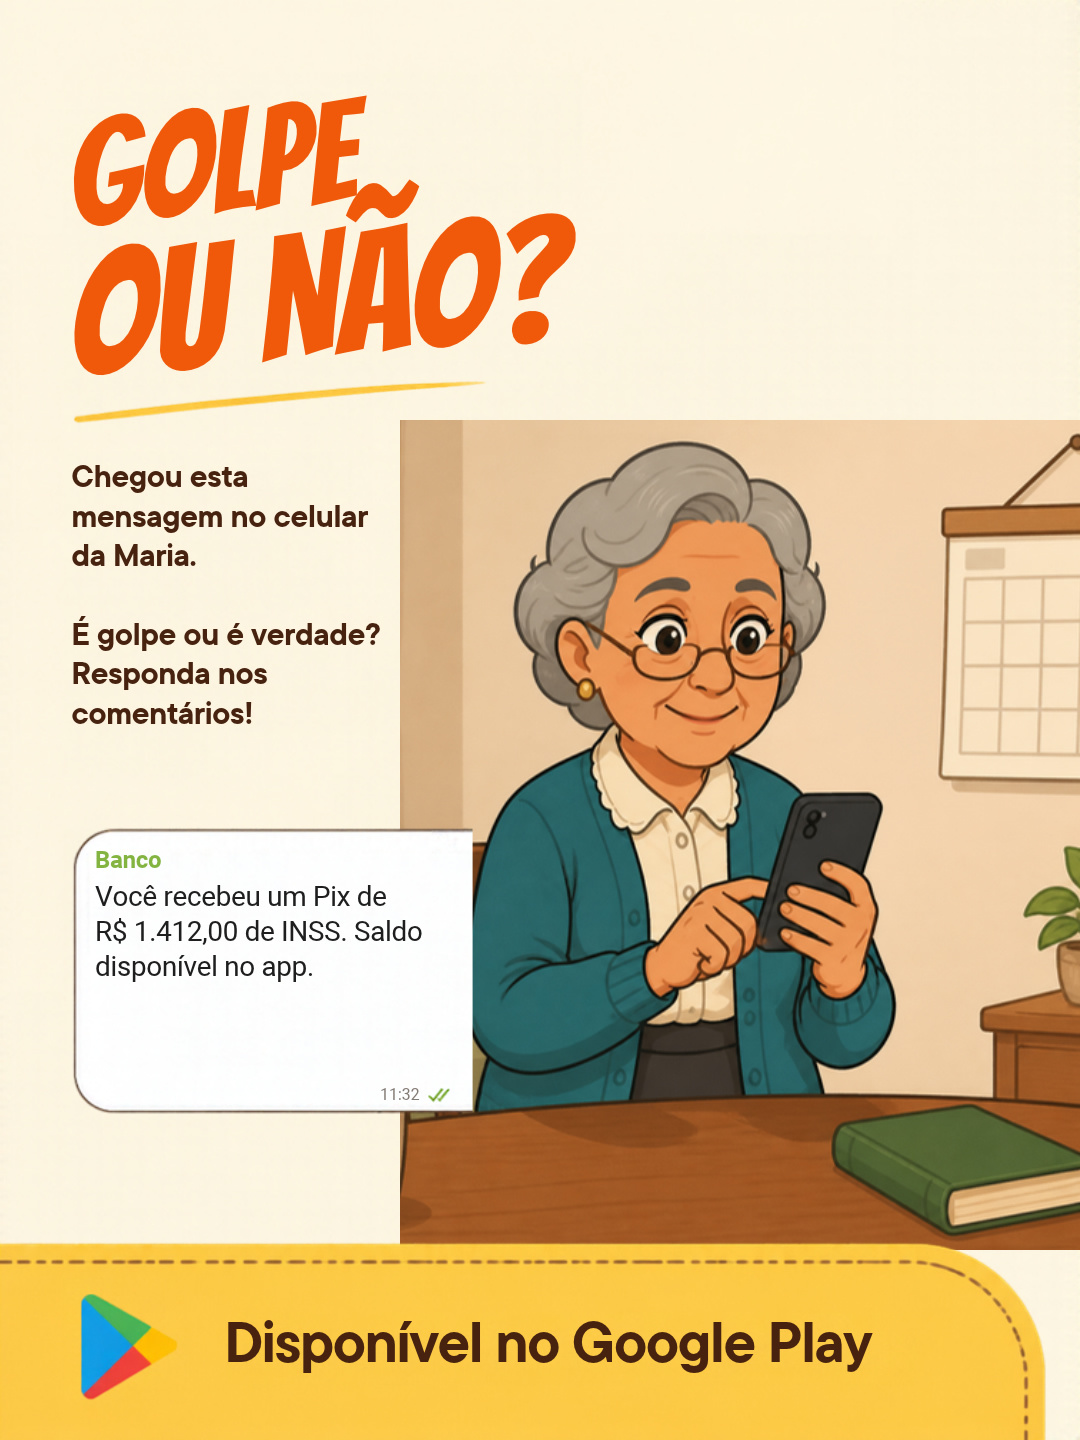 GOLPE
OU NÃO?
Chegou esta
mensagem no celular
da Maria.
É golpe ou é verdade?
Responda nos
comentários!
Banco
Você recebeu um Pix de
R$ 1.412,00 de INSS. Saldo
disponível no app.
11:32
Disponível no Google Play